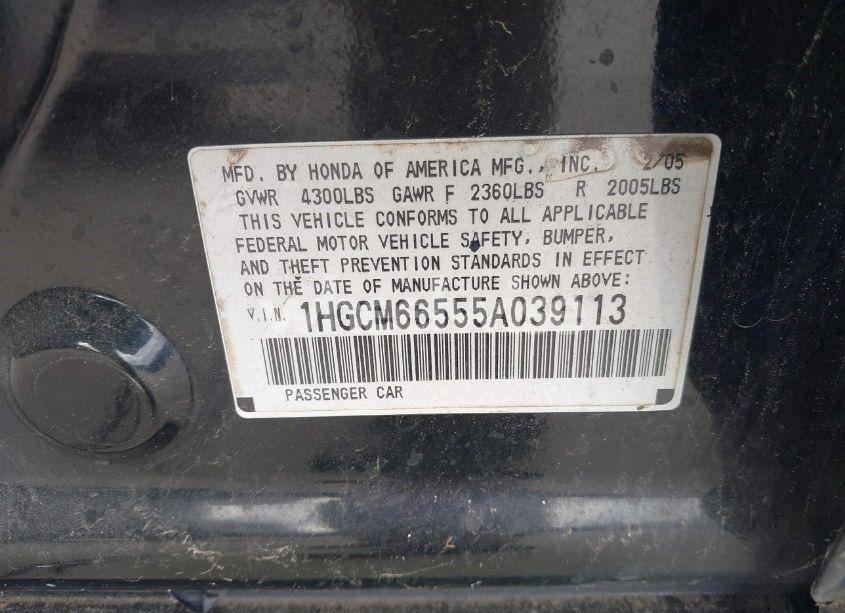 MFD. BY HONDA OF AMERICA MFG., INC. 2/05
GVWR 4300LBS GAWR F 2360LBS R 2005LBS
THIS VEHICLE CONFORMS TO ALL APPLICABLE
FEDERAL MOTOR VEHICLE SAFETY, BUMPER,
AND THEFT PREVENTION STANDARDS IN EFFECT
ON THE DATE OF MANUFACTURE SHOWN ABOVE:
V.I.N. 1HGCM66555A039113
PASSENGER CAR